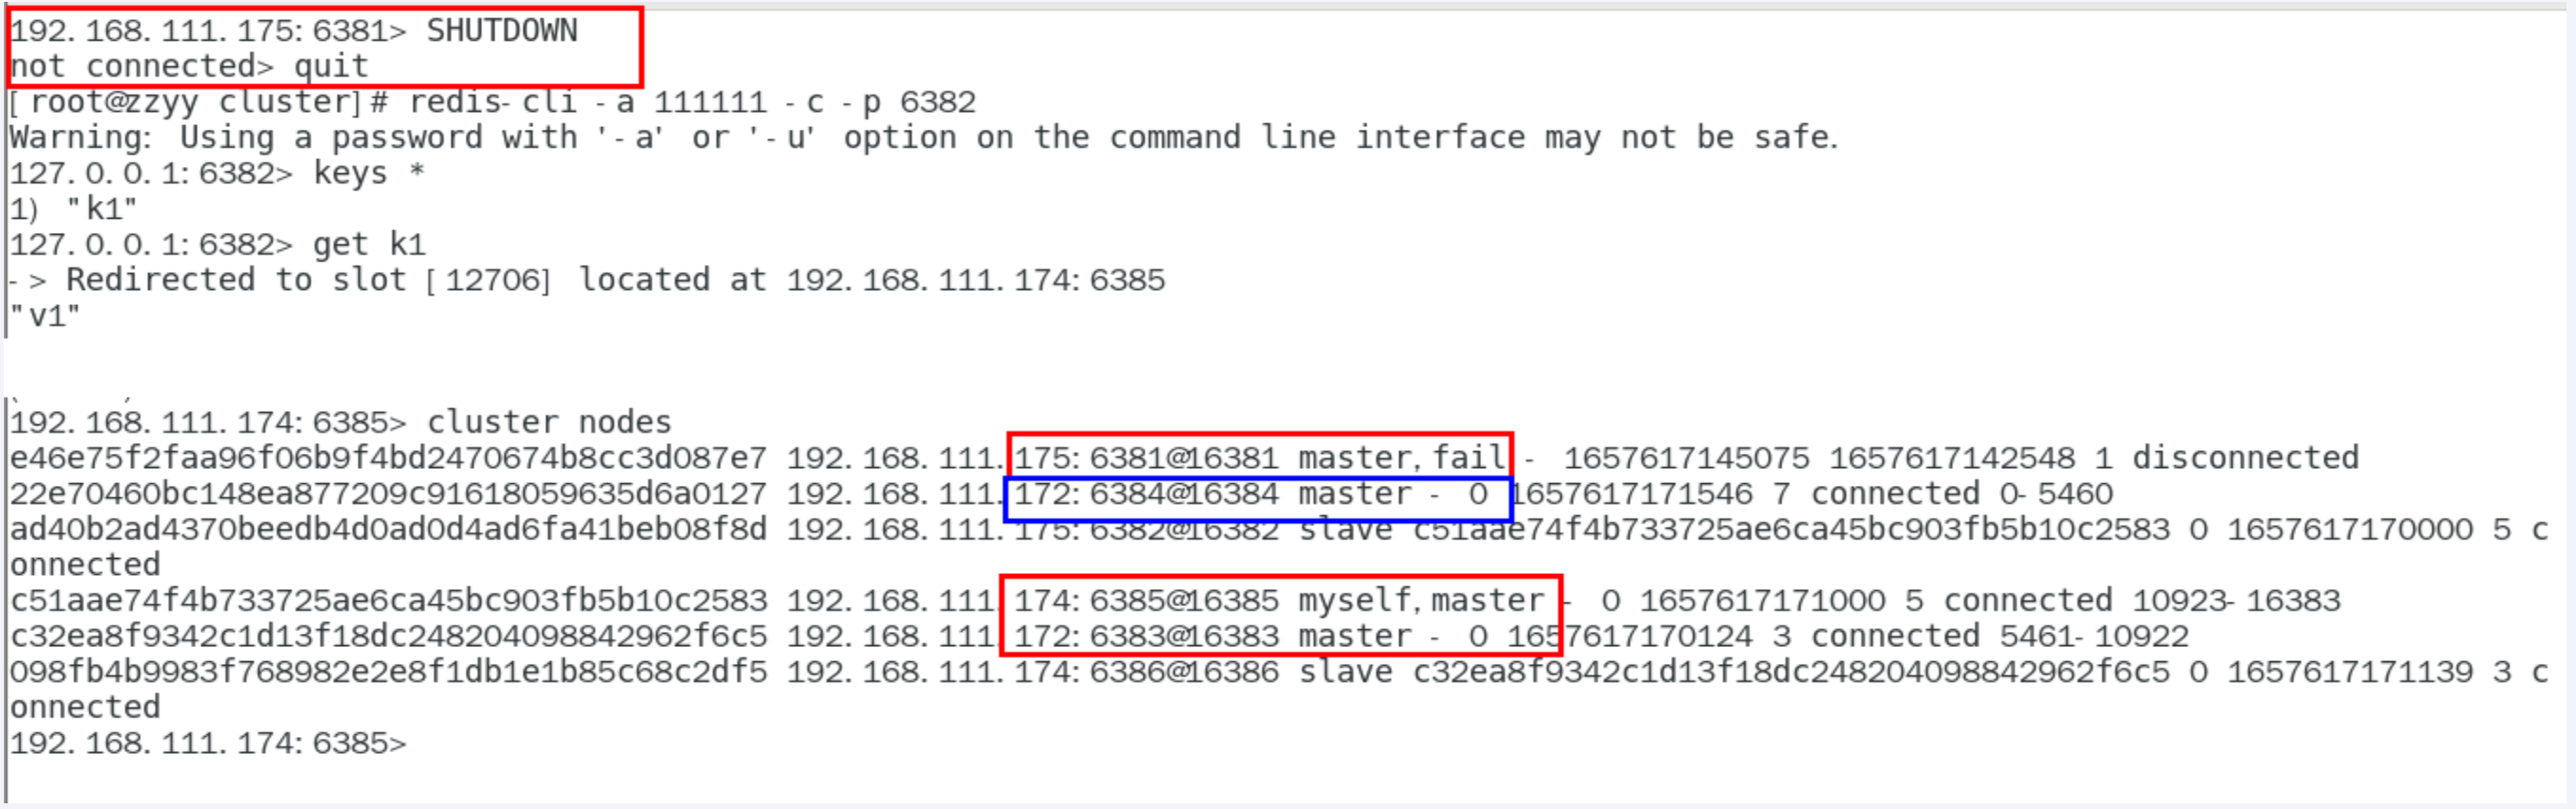 192.168.111.175:6381> SHUTDOWN
not connected> quit
[root@zzyy cluster]# redis-cli -a 111111 -c -p 6382
Warning: Using a password with '-a' or '-u' option on the command line interface may not be safe.
127.0.0.1:6382> keys *
1) "k1"
127.0.0.1:6382> get k1
-> Redirected to slot [12706] located at 192.168.111.174:6385
"v1"
192.168.111.174:6385> cluster nodes
e46e75f2faa96f06b9f4bd2470674b8cc3d087e7 192.168.111.175:6381@16381 master,fail - 1657617145075 1657617142548 1 disconnected
22e70460bc148ea877209c91618059635d6a0127 192.168.111.172:6384@16384 master - 0 1657617171546 7 connected 0-5460
ad40b2ad4370beedb4d0ad0d4ad6fa41beb08f8d 192.168.111.175:6382@16382 slave c51aae74f4b733725ae6ca45bc903fb5b10c2583 0 1657617170000 5 c
onnected
c51aae74f4b733725ae6ca45bc903fb5b10c2583 192.168.111.174:6385@16385 myself,master - 0 1657617171000 5 connected 10923-16383
c32ea8f9342c1d13f18dc248204098842962f6c5 192.168.111.172:6383@16383 master - 0 1657617170124 3 connected 5461-10922
098fb4b9983f768982e2e8f1db1e1b85c68c2df5 192.168.111.174:6386@16386 slave c32ea8f9342c1d13f18dc248204098842962f6c5 0 1657617171139 3 c
onnected
192.168.111.174:6385>